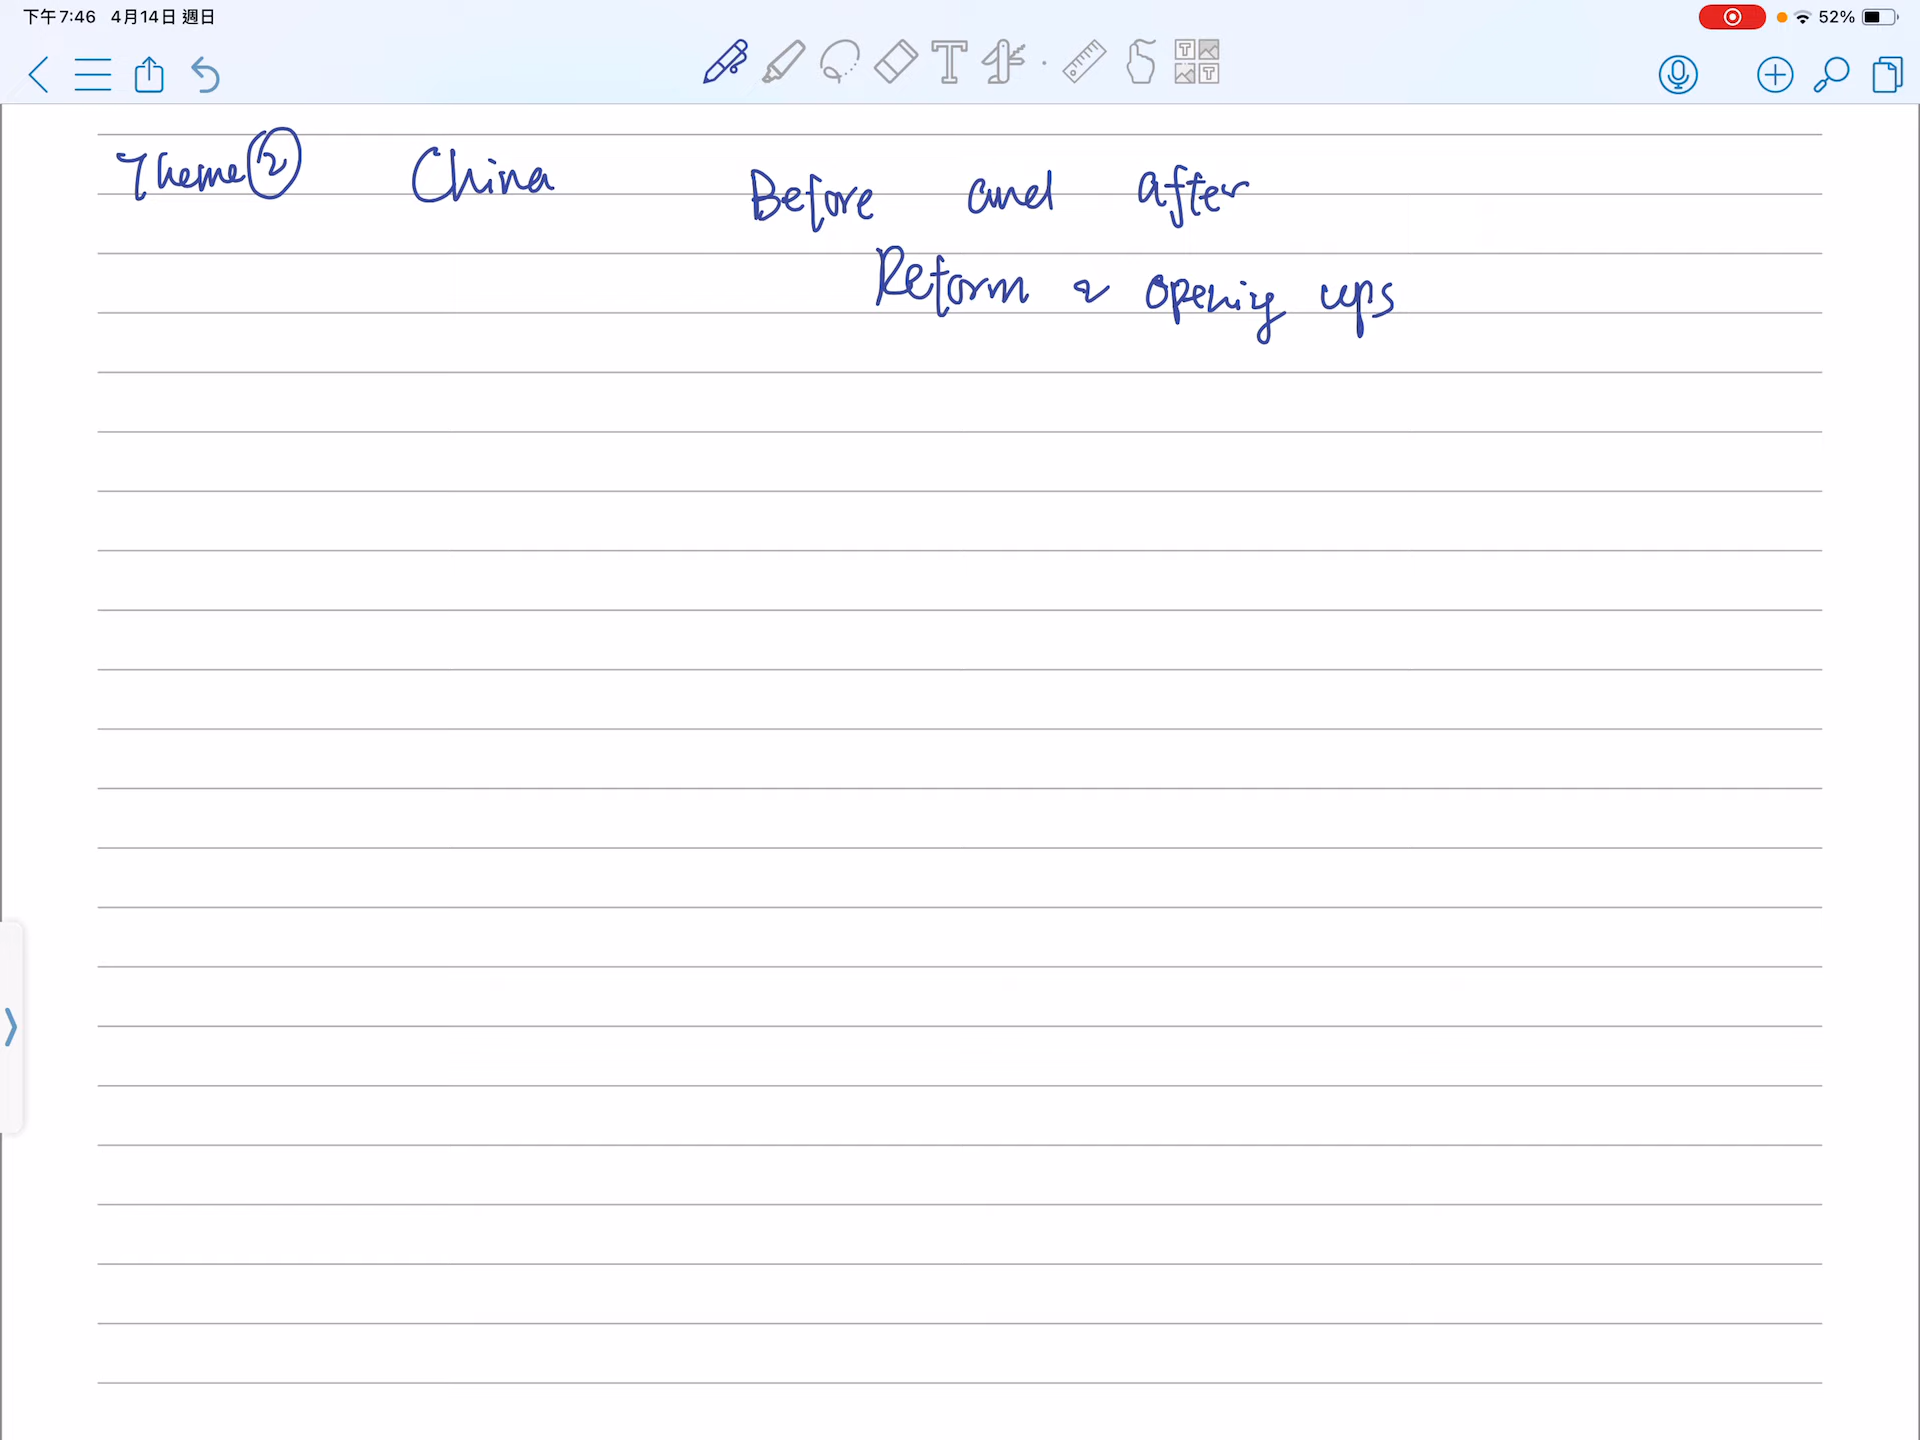 下午7:46 4月14日 週日
52%
Theme ② China Before and after
Reform & opening ups